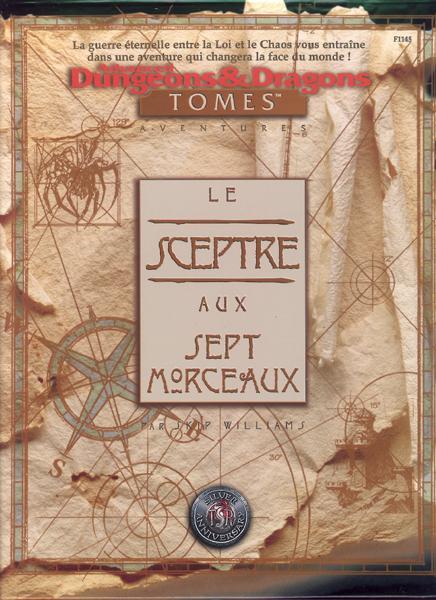 La guerre éternelle entre la Loi et le Chaos vous entraîne
dans une aventure qui changera la face du monde !
F1145
Advanced
Dungeons & Dragons
TOMES™
AVENTURES
LE
SCEPTRE
AUX
SEPT
MORCEAUX
PAR SKIP WILLIAMS
SILVER
TSR
ANNIVERSARY